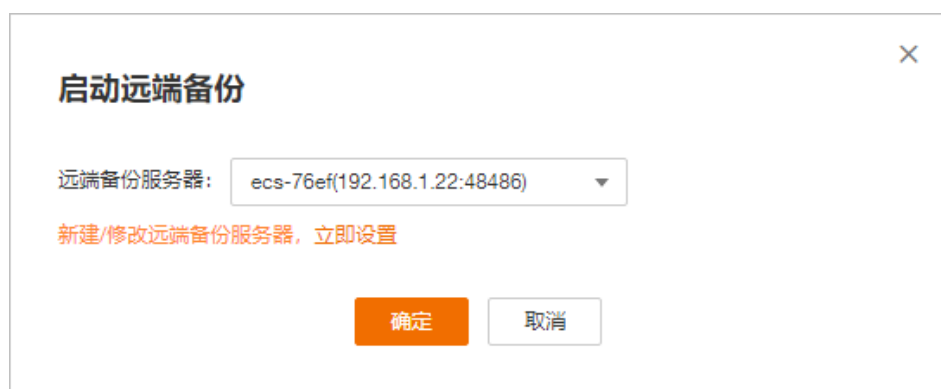 启动远端备份
远端备份服务器： ecs-76ef(192.168.1.22:48486)
新建/修改远端备份服务器，立即设置
确定 取消